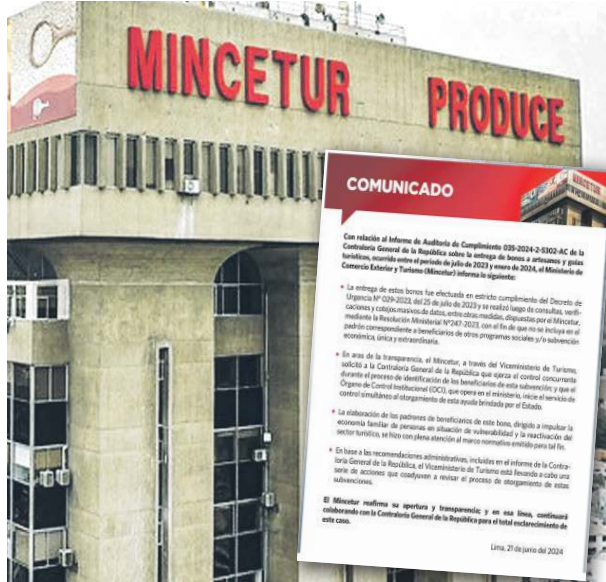 MINCETUR PRODUCE
COMUNICADO
MINCETUR
Con relación al Informe de Auditoría de Cumplimiento 035-2024-2-5302-AC de la
Contraloría General de la República sobre la entrega de bonos a artesanos y guías
turísticos, ocurrido entre el periodo de julio de 2023 y enero de 2024, el Ministerio de
Comercio Exterior y Turismo (Mincetur) informa lo siguiente:
• La entrega de estos bonos fue efectuada en estricto cumplimiento del Decreto de
Urgencia N° 029-2023, del 25 de julio de 2023 y se realizó luego de consultas, verifi-
caciones y cotejos masivos de datos, entre otras medidas, dispuestas por el Mincetur,
mediante la Resolución Ministerial N°247-2023, con el fin de que no se incluya en el
padrón correspondiente a beneficiarios de otros programas sociales y/o subvención
económica, única y extraordinaria.
• En aras de la transparencia, el Mincetur, a través del Viceministerio de Turismo,
solicitó a la Contraloría General de la República que ejerza el control concurrente
durante el proceso de identificación de los beneficiarios de esta subvención; y que el
Órgano de Control Institucional (OCI), que opera en el ministerio, inicie el servicio de
control simultáneo al otorgamiento de esta ayuda brindada por el Estado.
• La elaboración de los padrones de beneficiarios de este bono, dirigido a impulsar la
economía familiar de personas en situación de vulnerabilidad y la reactivación del
sector turístico, se hizo con plena atención al marco normativo emitido para tal fin.
• En base a las recomendaciones administrativas, incluidas en el informe de la Contra-
loría General de la República, el Viceministerio de Turismo está llevando a cabo una
serie de acciones que coadyuven a revisar el proceso de otorgamiento de estas
subvenciones.
El Mincetur reafirma su apertura y transparencia; y en esa línea, continuará
colaborando con la Contraloría General de la República para el total esclarecimiento de
este caso.
Lima, 21 de junio del 2024